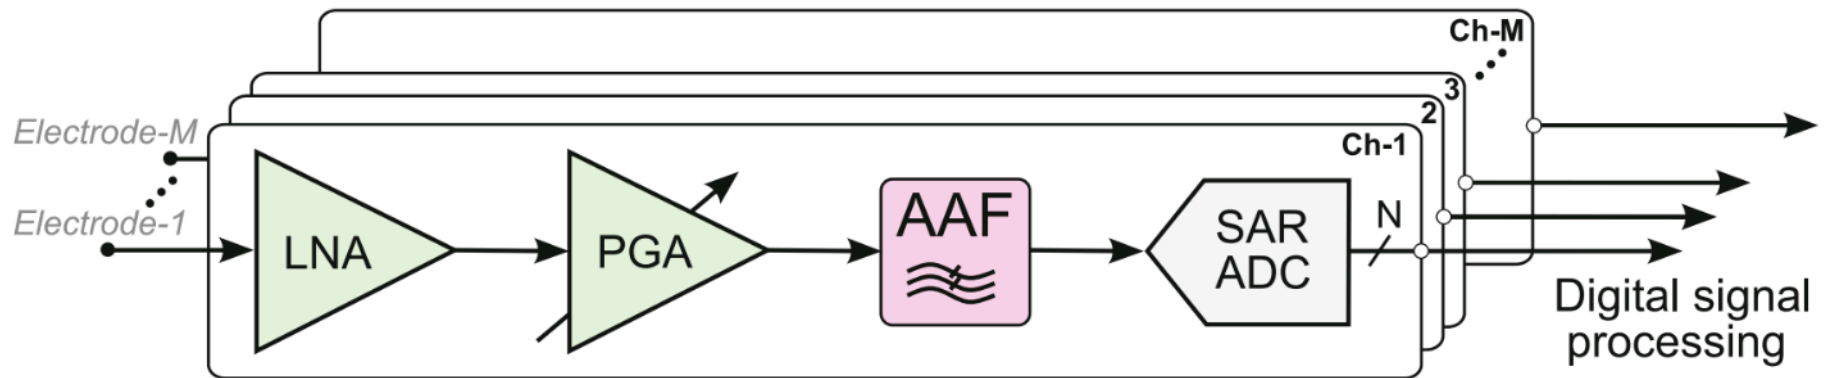 Ch-M
3
2
Ch-1
Electrode-M
Electrode-1
LNA
PGA
AAF
SAR
ADC
N
Digital signal
processing